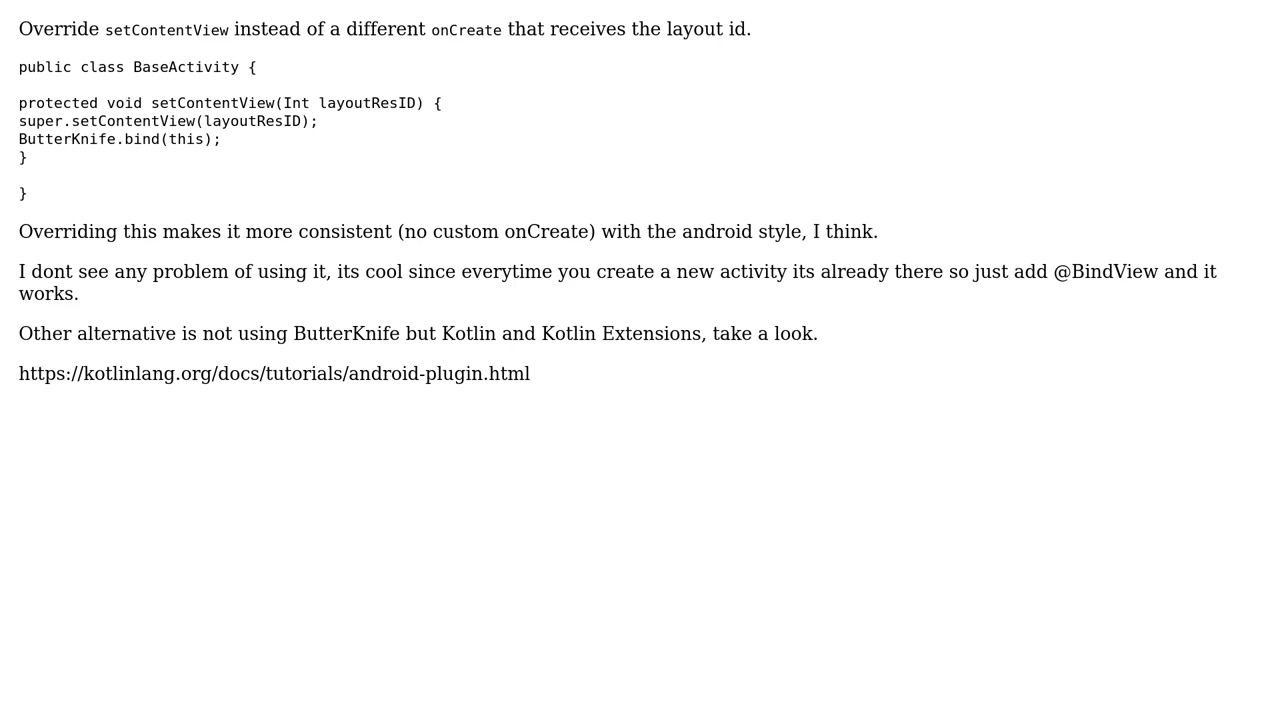 Override setContentView instead of a different onCreate that receives the layout id.
public class BaseActivity {
protected void setContentView(Int layoutResID) {
super.setContentView(layoutResID);
ButterKnife.bind(this);
}
}
Overriding this makes it more consistent (no custom onCreate) with the android style, I think.
I dont see any problem of using it, its cool since everytime you create a new activity its already there so just add @BindView and it
works.
Other alternative is not using ButterKnife but Kotlin and Kotlin Extensions, take a look.
https://kotlinlang.org/docs/tutorials/android-plugin.html